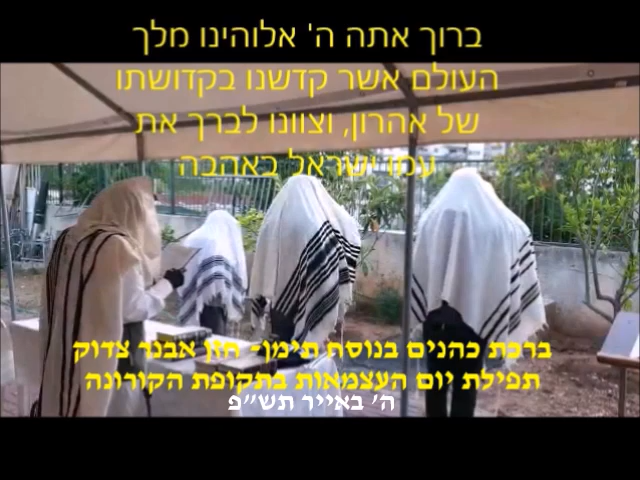 ברוך אתה ה' אלוהינו מלך
העולם אשר קדשנו בקדושתו
של אהרון, וצוונו לברך את
עמו ישראל באהבה
ברכת כהנים בנוסח תימן- חזן אבנר צדוק
תפילת יום העצמאות בתקופת הקורונה
ה׳ באייר תש״פ